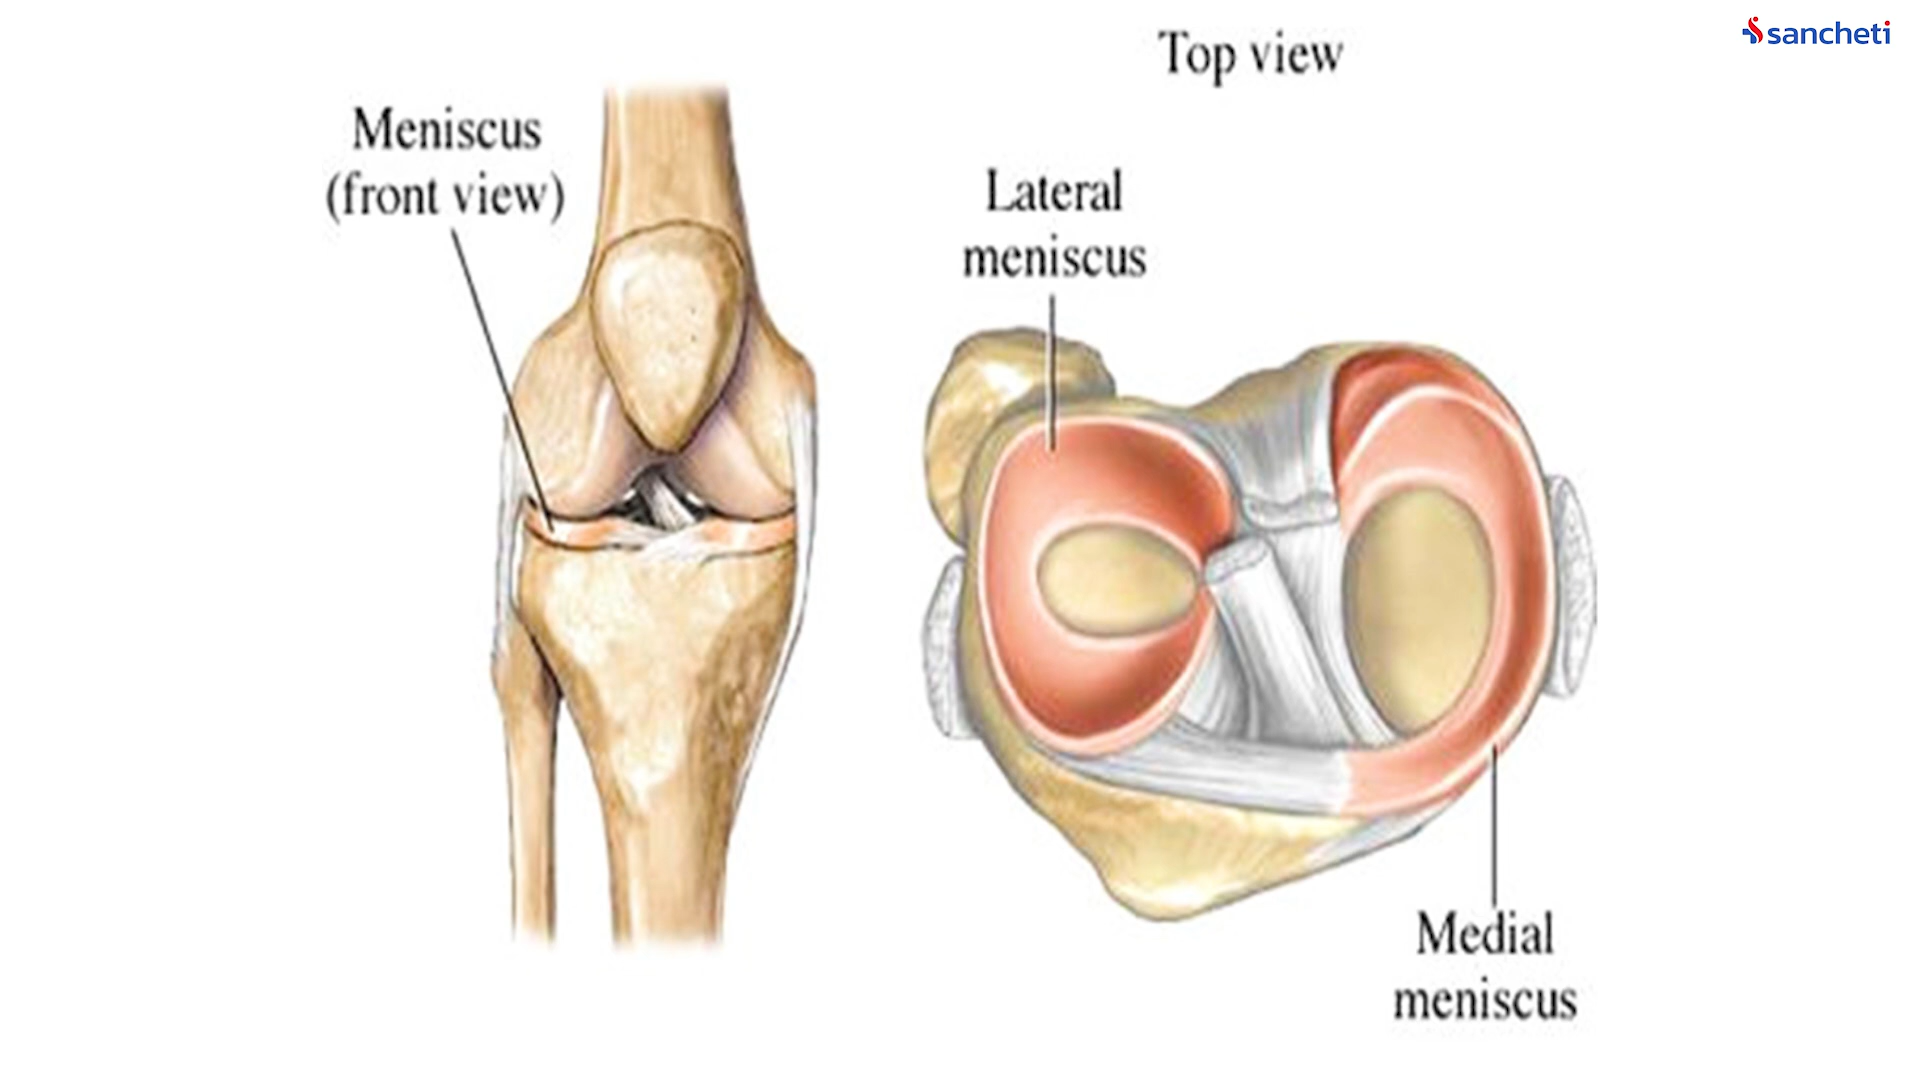 Meniscus
(front view)
Top view
Lateral
meniscus
Medial
meniscus
sancheti